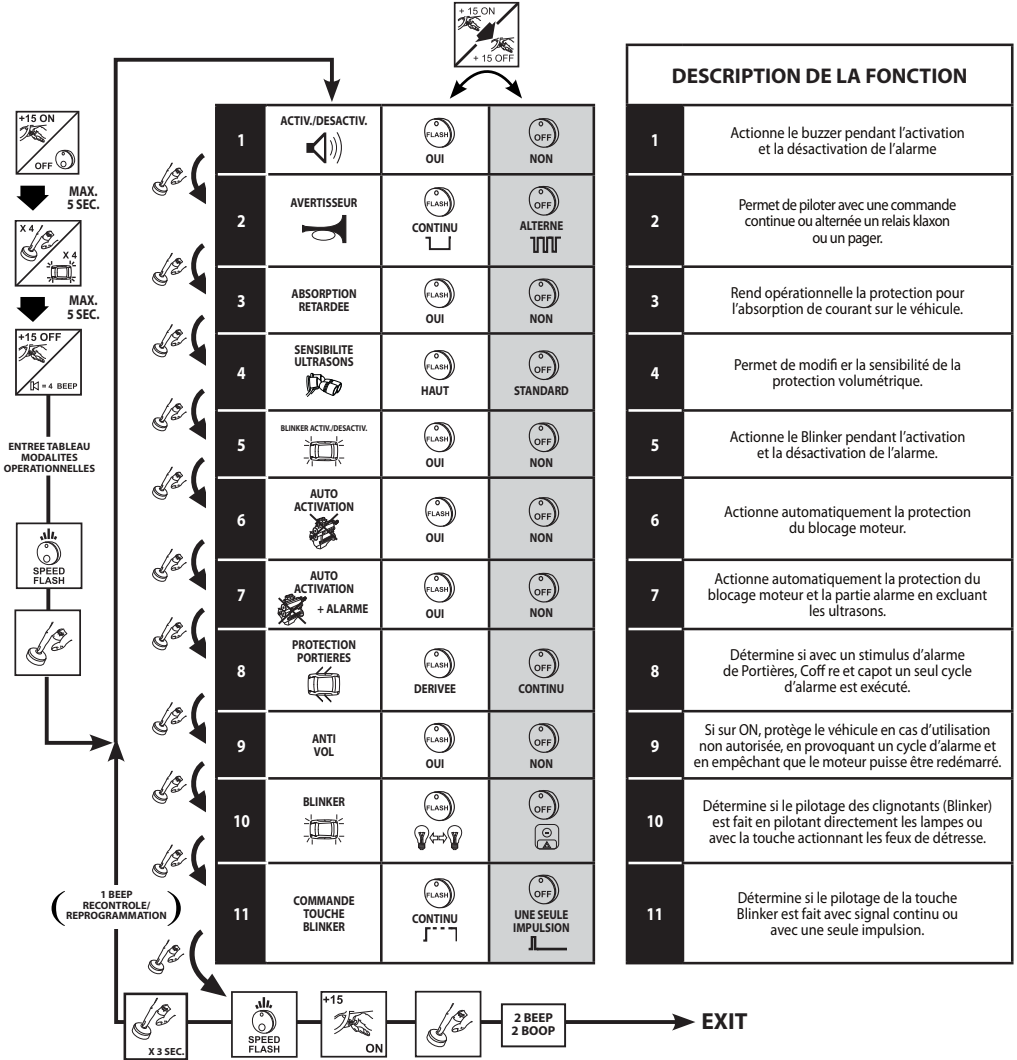 + 15 ON
+ 15 OFF
+15 ON
OFF
MAX.
5 SEC.
X 4
X 4
MAX.
5 SEC.
+15 OFF
= 4 BEEP
ENTREE TABLEAU
MODALITES
OPERATIONNELLES
SPEED
FLASH
1
ACTIV./DESACTIV.
FLASH
OUI
OFF
NON
2
AVERTISSEUR
FLASH
CONTINU
OFF
ALTERNE
3
ABSORPTION
RETARDEE
FLASH
OUI
OFF
NON
4
SENSIBILITE
ULTRASONS
FLASH
HAUT
OFF
STANDARD
5
BLINKER ACTIV./DESACTIV.
FLASH
OUI
OFF
NON
6
AUTO
ACTIVATION
FLASH
OUI
OFF
NON
7
AUTO
ACTIVATION
+ ALARME
FLASH
OUI
OFF
NON
8
PROTECTION
PORTIERES
FLASH
DERIVEE
OFF
CONTINU
9
ANTI
VOL
FLASH
OUI
OFF
NON
10
BLINKER
FLASH
OFF
11
COMMANDE
TOUCHE
BLINKER
FLASH
CONTINU
OFF
UNE SEULE
IMPULSION
DESCRIPTION DE LA FONCTION
1
Actionne le buzzer pendant l'activation
et la désactivation de l'alarme
2
Permet de piloter avec une commande
continue ou alternée un relais klaxon
ou un pager.
3
Rend opérationnelle la protection pour
l'absorption de courant sur le véhicule.
4
Permet de modifi er la sensibilité de la
protection volumétrique.
5
Actionne le Blinker pendant l'activation
et la désactivation de l'alarme.
6
Actionne automatiquement la protection
du blocage moteur.
7
Actionne automatiquement la protection du
blocage moteur et la partie alarme en excluant
les ultrasons.
8
Détermine si avec un stimulus d'alarme
de Portières, Coff re et capot un seul cycle
d'alarme est exécuté.
9
Si sur ON, protège le véhicule en cas d'utilisation
non autorisée, en provoquant un cycle d'alarme et
en empêchant que le moteur puisse être redémarré.
10
Détermine si le pilotage des clignotants (Blinker)
est fait en pilotant directement les lampes ou
avec la touche actionnant les feux de détresse.
11
Détermine si le pilotage de la touche
Blinker est fait avec signal continu ou
avec une seule impulsion.
( 1 BEEP
RECONTROLE/
REPROGRAMMATION )
X 3 SEC.
SPEED
FLASH
+15
ON
2 BEEP
2 BOOP
EXIT